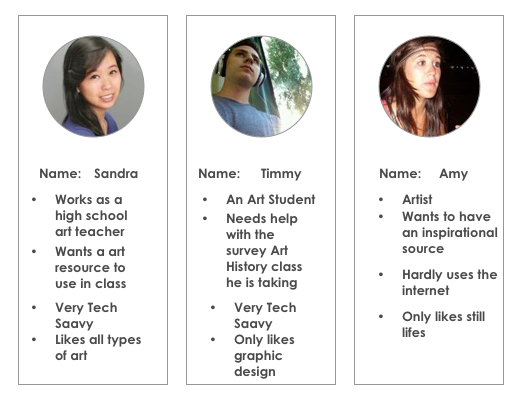 Name: Sandra
• Works as a
high school
art teacher
• Wants a art
resource to
use in class
• Very Tech
Saavy
• Likes all types
of art
Name: Timmy
• An Art Student
• Needs help
with the
survey Art
History class
he is taking
• Very Tech
Saavy
• Only likes
graphic
design
Name: Amy
• Artist
• Wants to have
an inspirational
source
• Hardly uses the
internet
• Only likes still
lifes